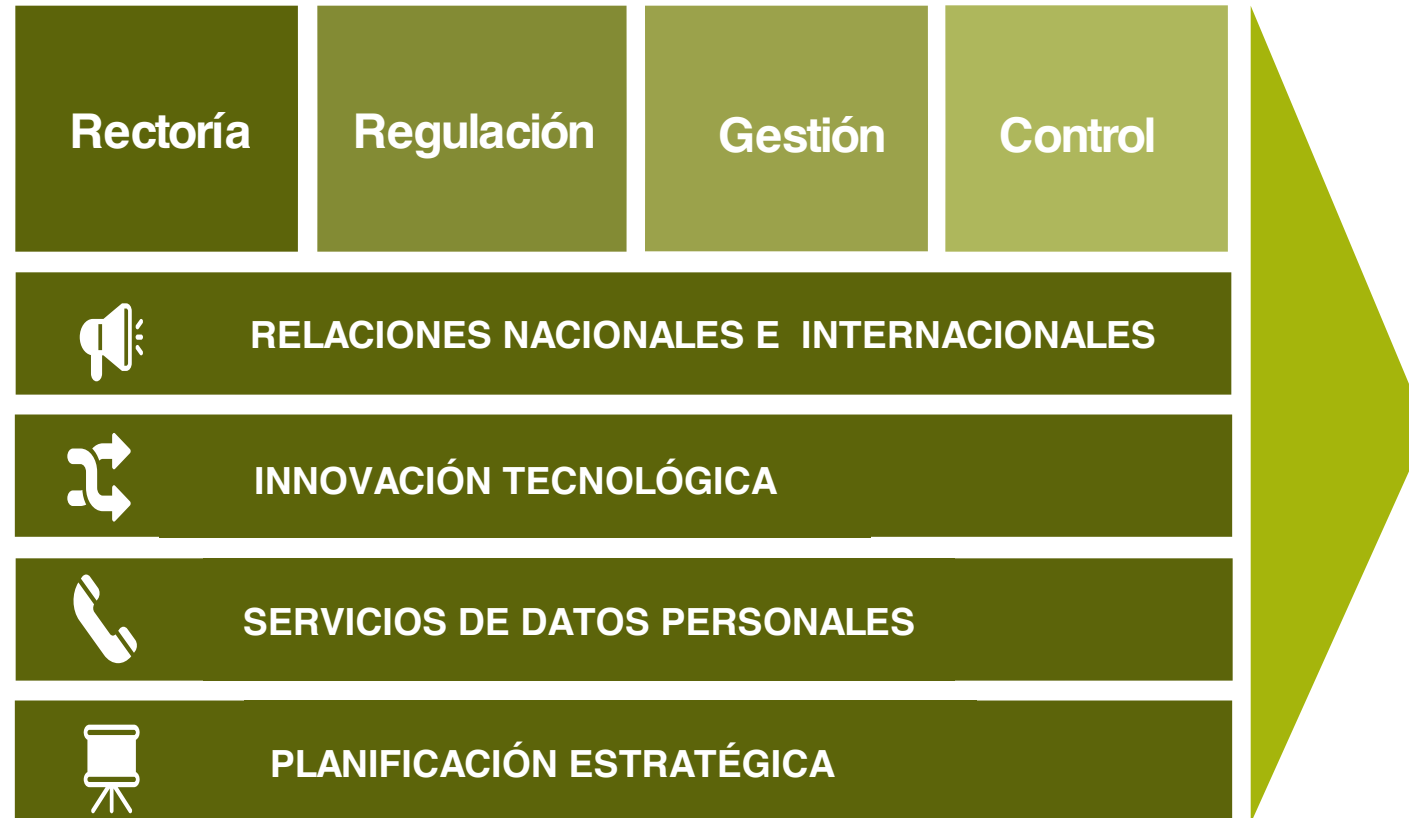 Rectoría
Regulación
Gestión
Control
RELACIONES NACIONALES E INTERNACIONALES
INNOVACIÓN TECNOLÓGICA
SERVICIOS DE DATOS PERSONALES
PLANIFICACIÓN ESTRATÉGICA